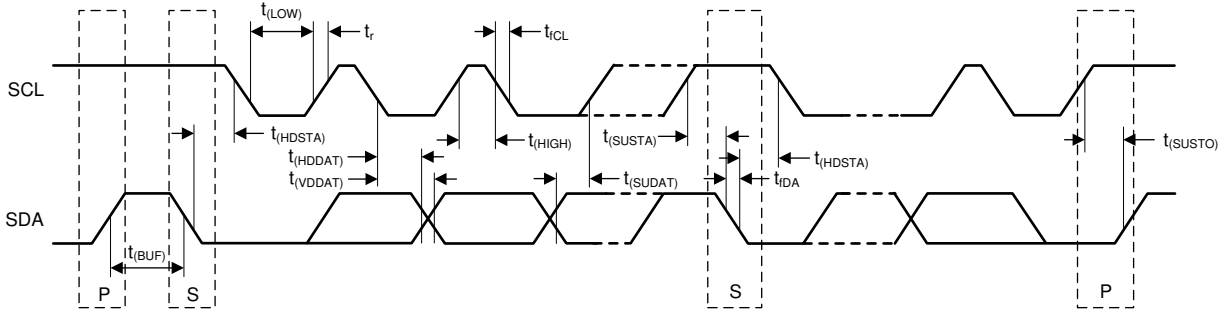 t(LOW)
tr
tfCL
SCL
t(HDSTA)
t(HIGH)
t(SUSTA)
t(HDSTA)
t(SUSTO)
t(HDDAT)
t(VDDAT)
t(SUDAT)
tfDA
SDA
t(BUF)
P
S
S
P